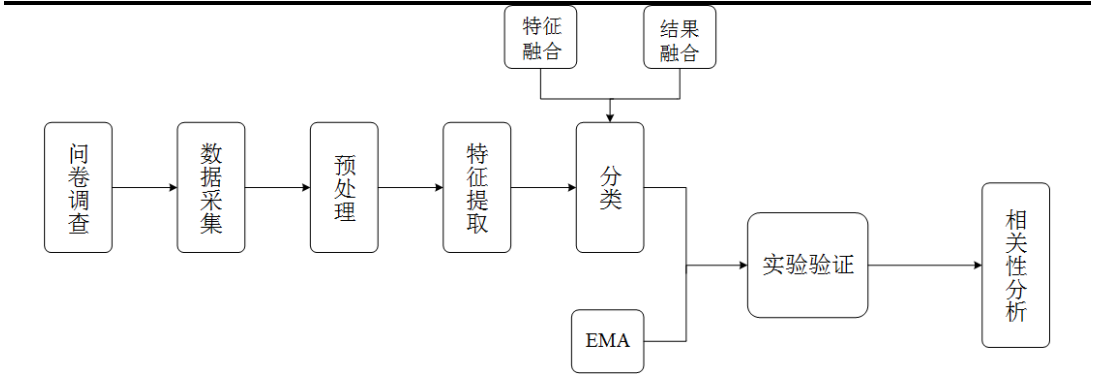 特征
融合
结果
融合
问卷调查
数据采集
预处理
特征提取
分类
实验验证
相关性分析
EMA